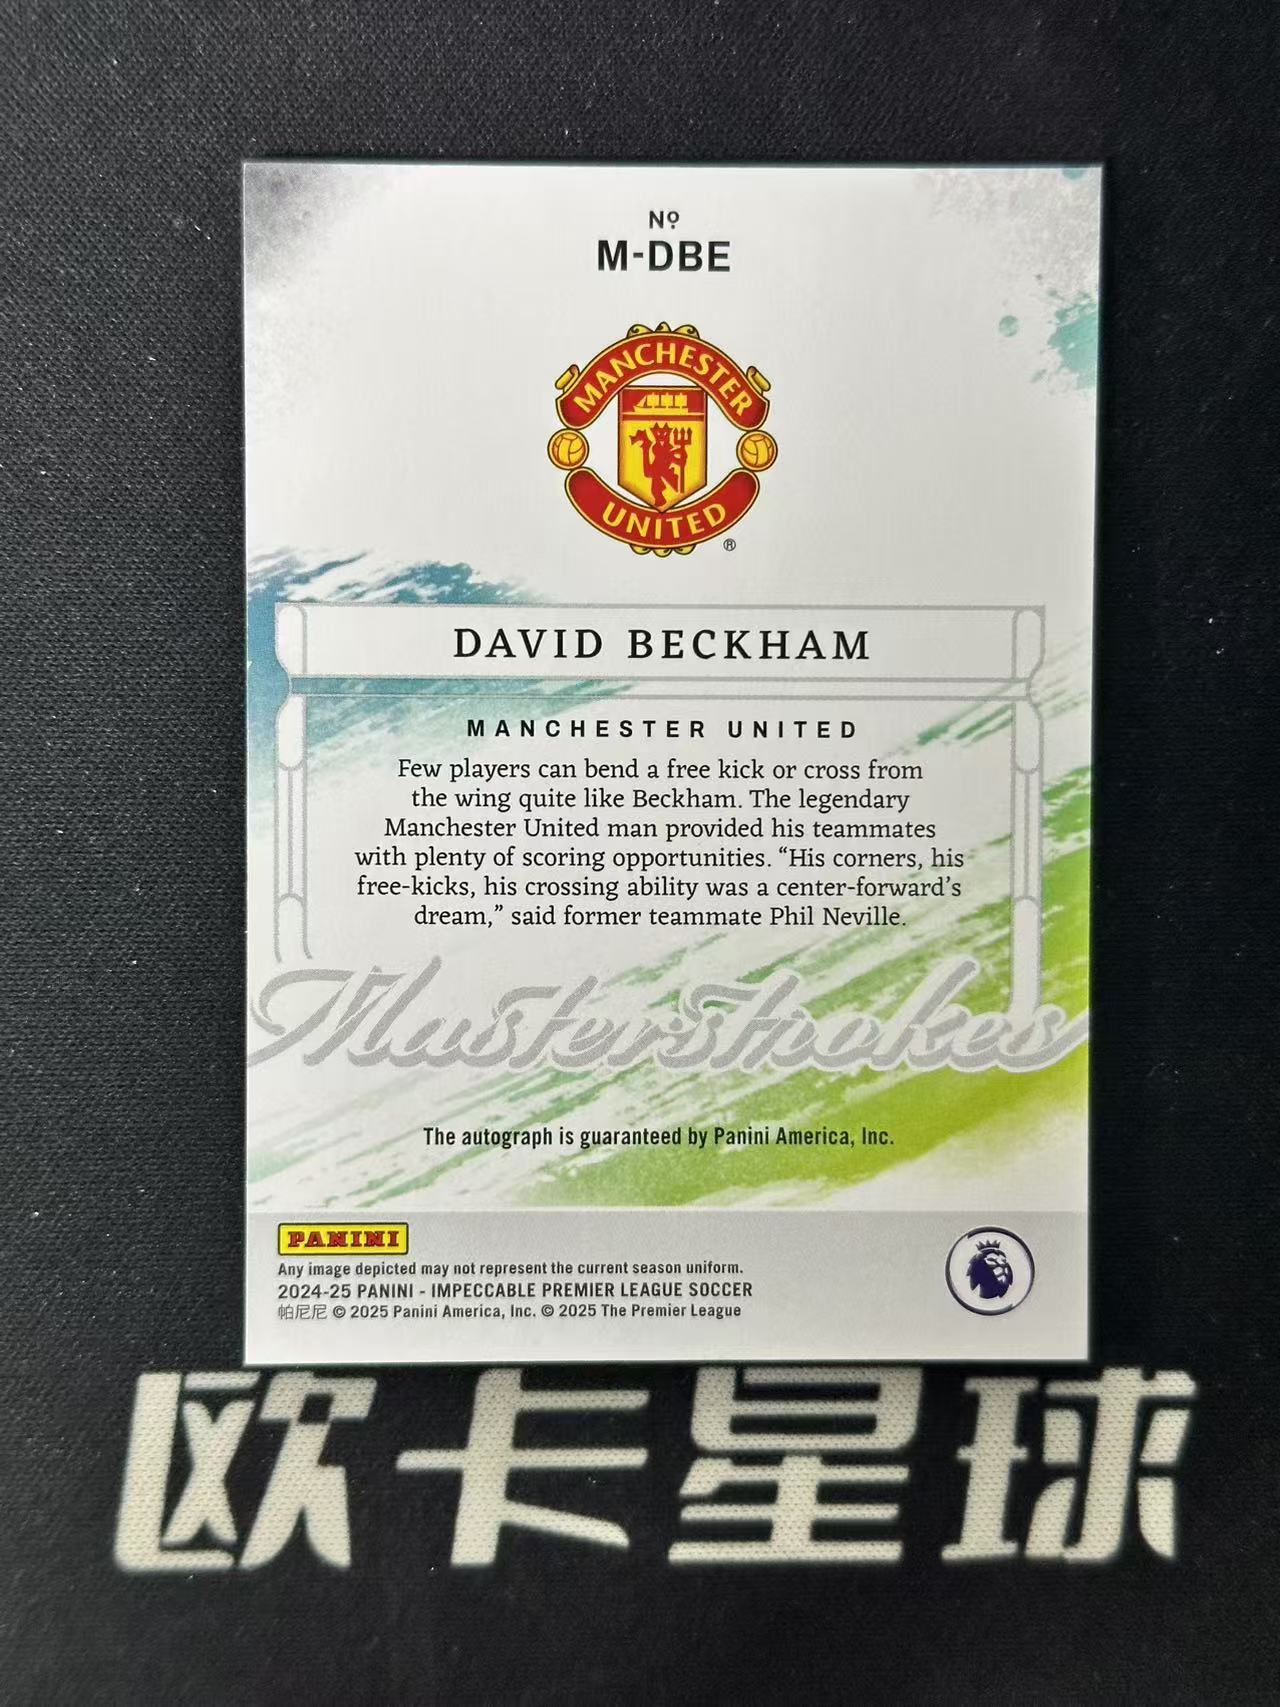 Nº
M-DBE
MANCHESTER
UNITED
®
DAVID BECKHAM
MANCHESTER UNITED
Few players can bend a free kick or cross from
the wing quite like Beckham. The legendary
Manchester United man provided his teammates
with plenty of scoring opportunities. “His corners, his
free-kicks, his crossing ability was a center-forward’s
dream,” said former teammate Phil Neville.
Masterstrokes
The autograph is guaranteed by Panini America, Inc.
PANINI
Any image depicted may not represent the current season uniform.
2024-25 PANINI - IMPECCABLE PREMIER LEAGUE SOCCER
帕尼尼 © 2025 Panini America, Inc. © 2025 The Premier League
欧卡星球